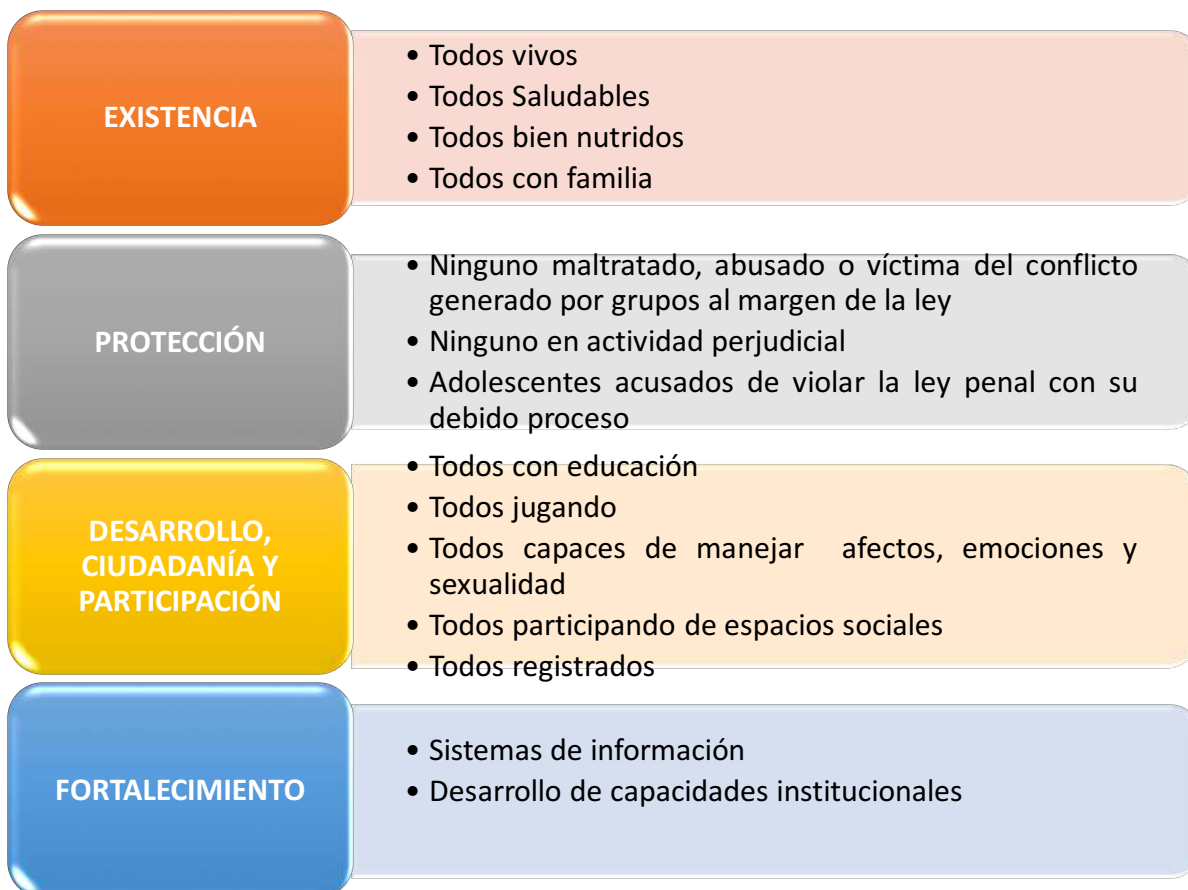 EXISTENCIA
• Todos vivos
• Todos Saludables
• Todos bien nutridos
• Todos con familia
PROTECCIÓN
• Ninguno maltratado, abusado o víctima del conflicto
generado por grupos al margen de la ley
• Ninguno en actividad perjudicial
• Adolescentes acusados de violar la ley penal con su
debido proceso
DESARROLLO,
CIUDADANÍA Y
PARTICIPACIÓN
• Todos con educación
• Todos jugando
• Todos capaces de manejar afectos, emociones y
sexualidad
• Todos participando de espacios sociales
• Todos registrados
FORTALECIMIENTO
• Sistemas de información
• Desarrollo de capacidades institucionales